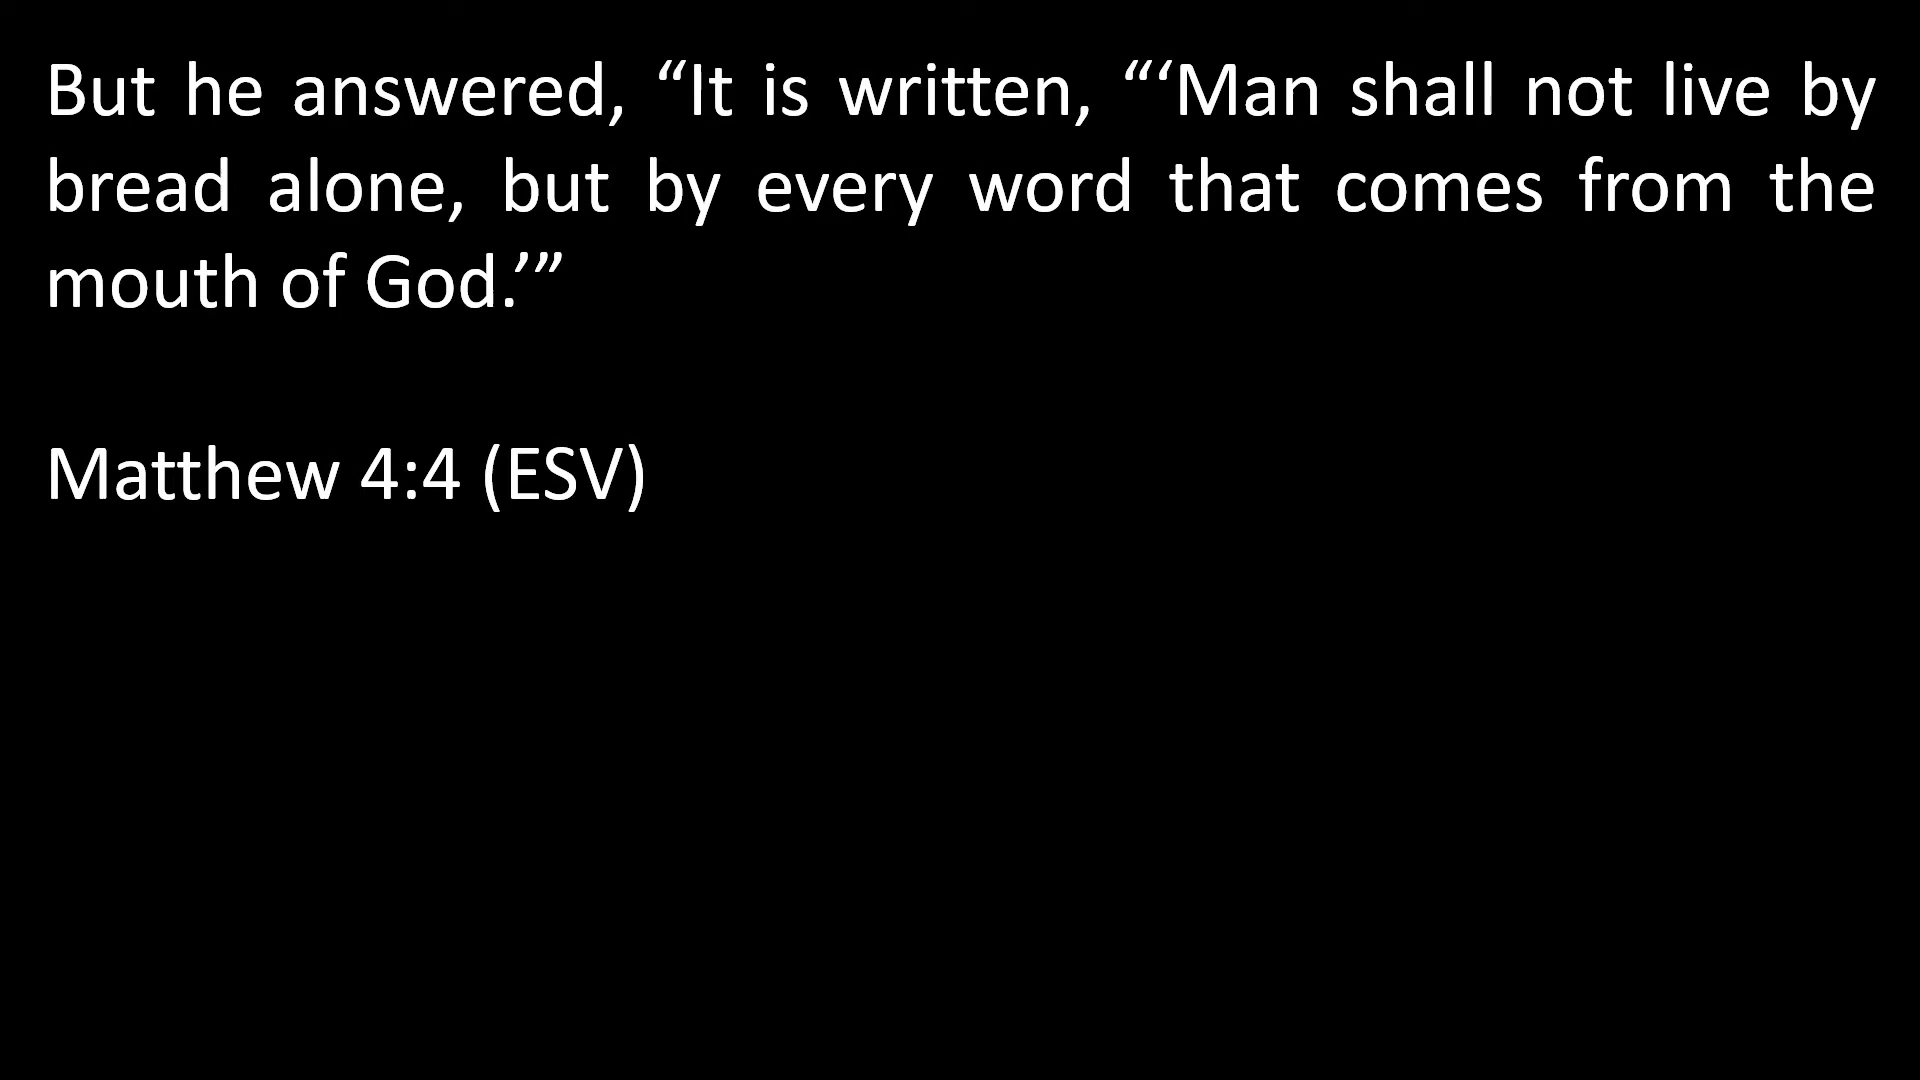 But he answered, “It is written, “‘Man shall not live by
bread alone, but by every word that comes from the
mouth of God.’”
Matthew 4:4 (ESV)